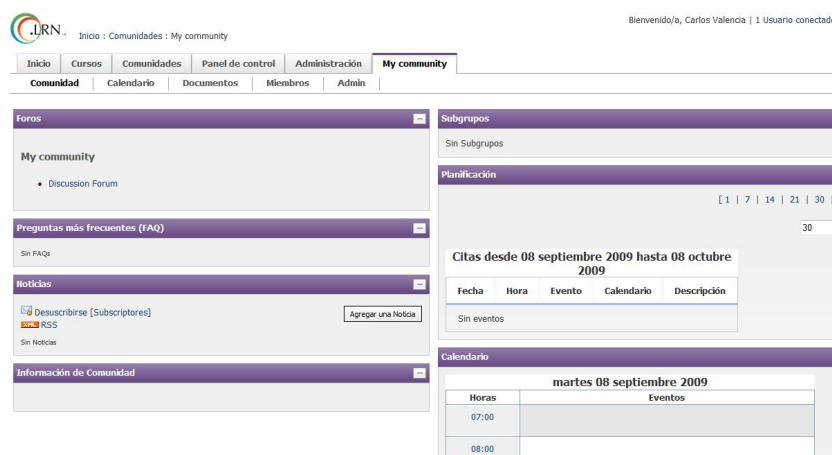 .LRN
Bienvenido/a, Carlos Valencia | 1 Usuario conectado
Inicio : Comunidades : My community
Inicio Cursos Comunidades Panel de control Administración My community
Comunidad Calendario Documentos Miembros Admin
Foros
My community
Discussion Forum
Preguntas más frecuentes (FAQ)
Sin FAQs
Noticias
Desuscribirse [Subscriptores]
Agregar una Noticia
XML RSS
Sin Noticias
Información de Comunidad
Subgrupos
Sin Subgrupos
Planificación
[ 1 | 7 | 14 | 21 | 30 |
30
Citas desde 08 septiembre 2009 hasta 08 octubre
2009
Fecha Hora Evento Calendario Descripción
Sin eventos
Calendario
martes 08 septiembre 2009
Horas Eventos
07:00
08:00